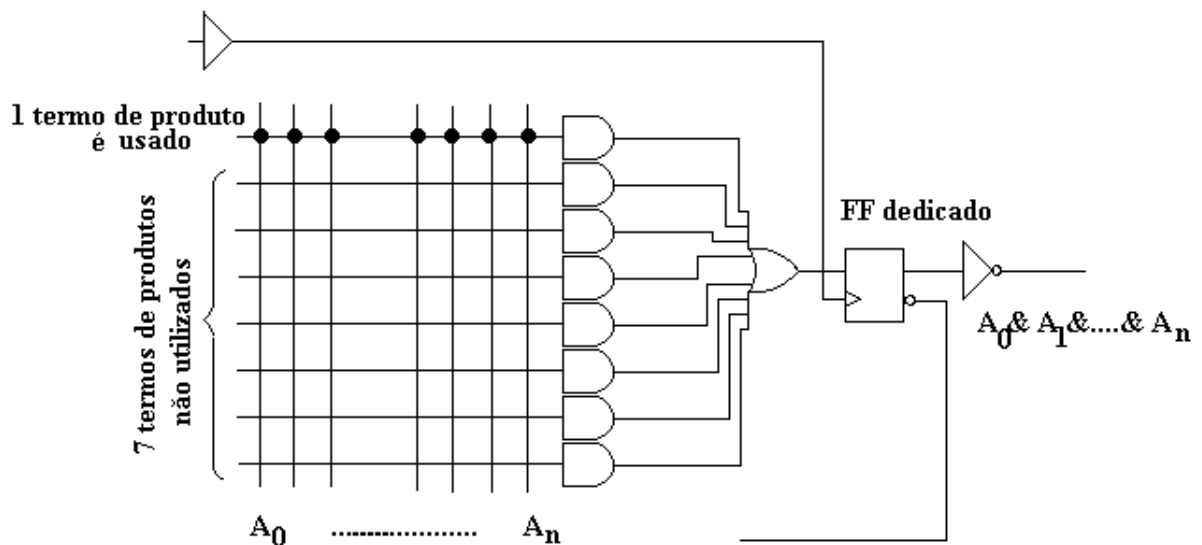 1 termo de produto
é usado
7 termos de produtos
não utilizados
FF dedicado
A0& A1&....& An
A0 ........................ An